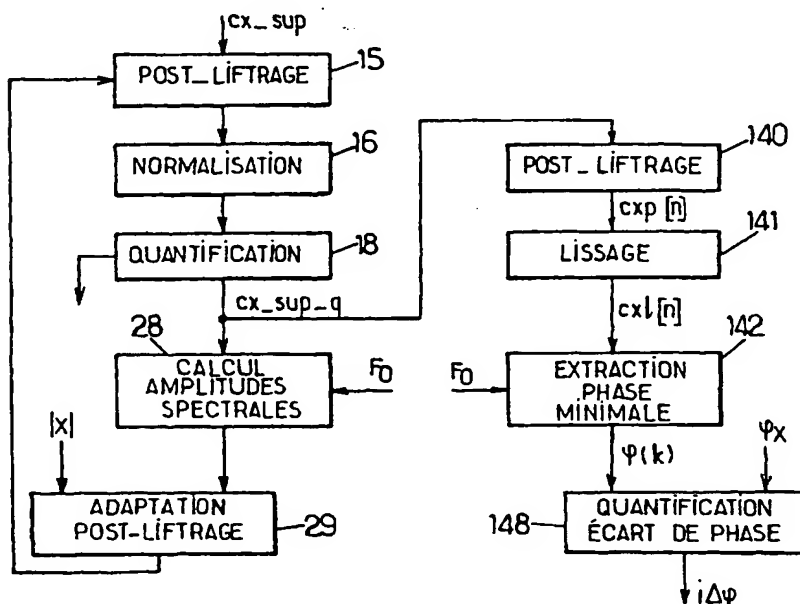 cx_sup
POST_LIFTRAGE
15
NORMALISATION
16
QUANTIFICATION
18
cx_sup_q
28
CALCUL
AMPLITUDES
SPECTRALES
F0
|X|
ADAPTATION
POST-LIFTRAGE
29
POST_LIFTRAGE
140
cxp [n]
LISSAGE
141
cxl[n]
142
F0
EXTRACTION
PHASE
MINIMALE
φ(k)
φX
148
QUANTIFICATION
ÉCART DE PHASE
iΔφ